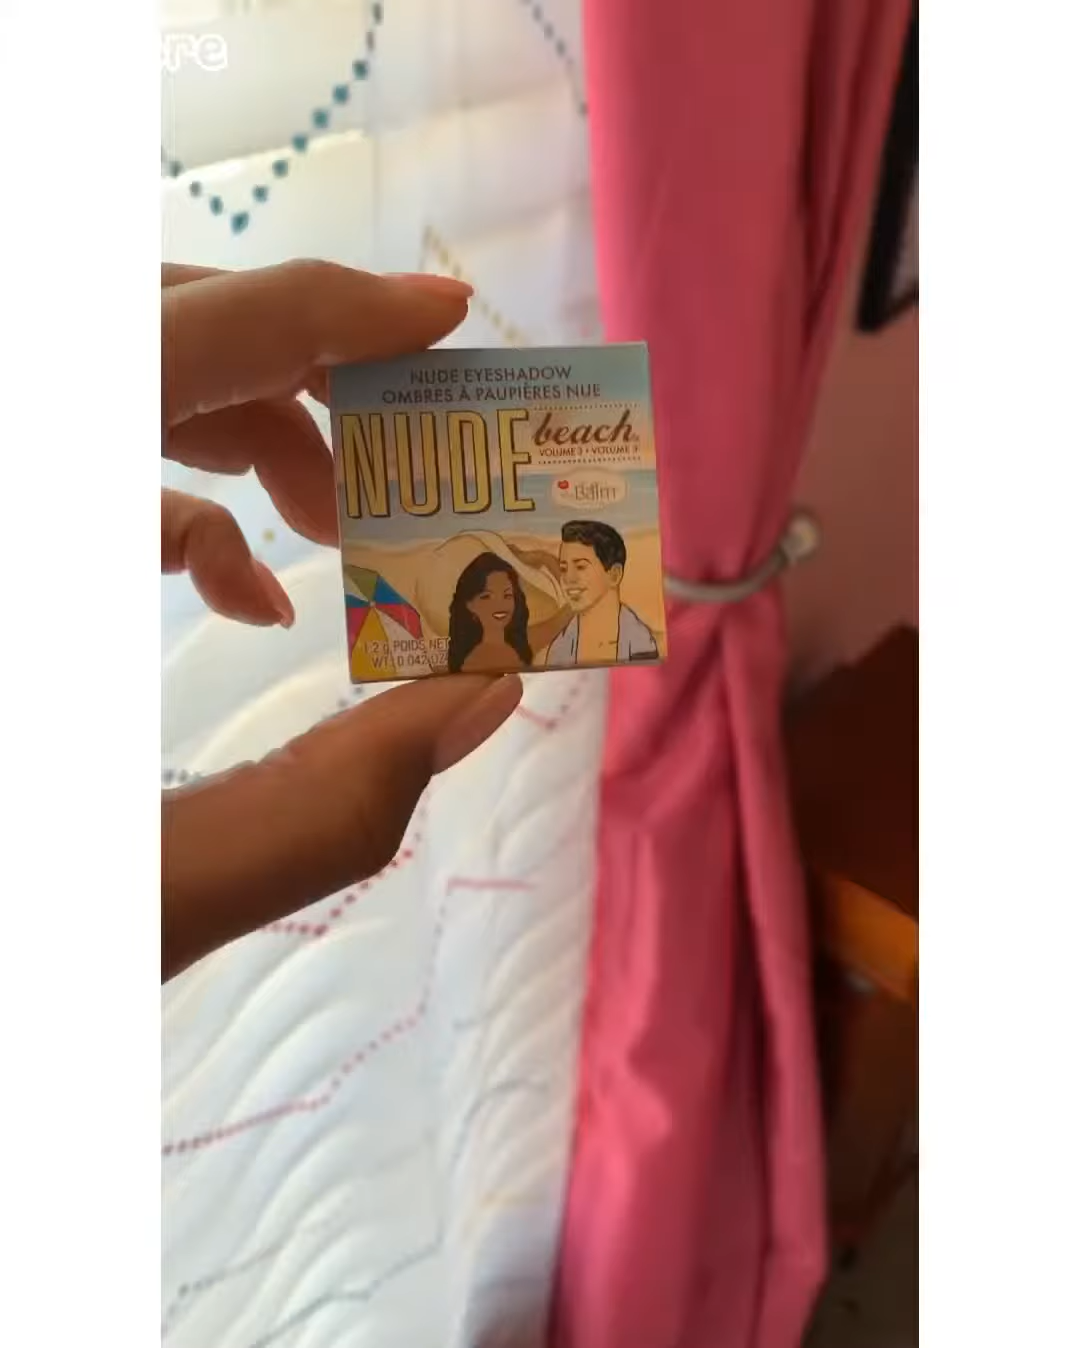 re
NUDE EYESHADOW
OMBRES À PAUPIÈRES NUE
NUDE beach
VOLUME 3 • VOLUME 3
theBalm
1.2 g POIDS NET
WT. 0.042 OZ